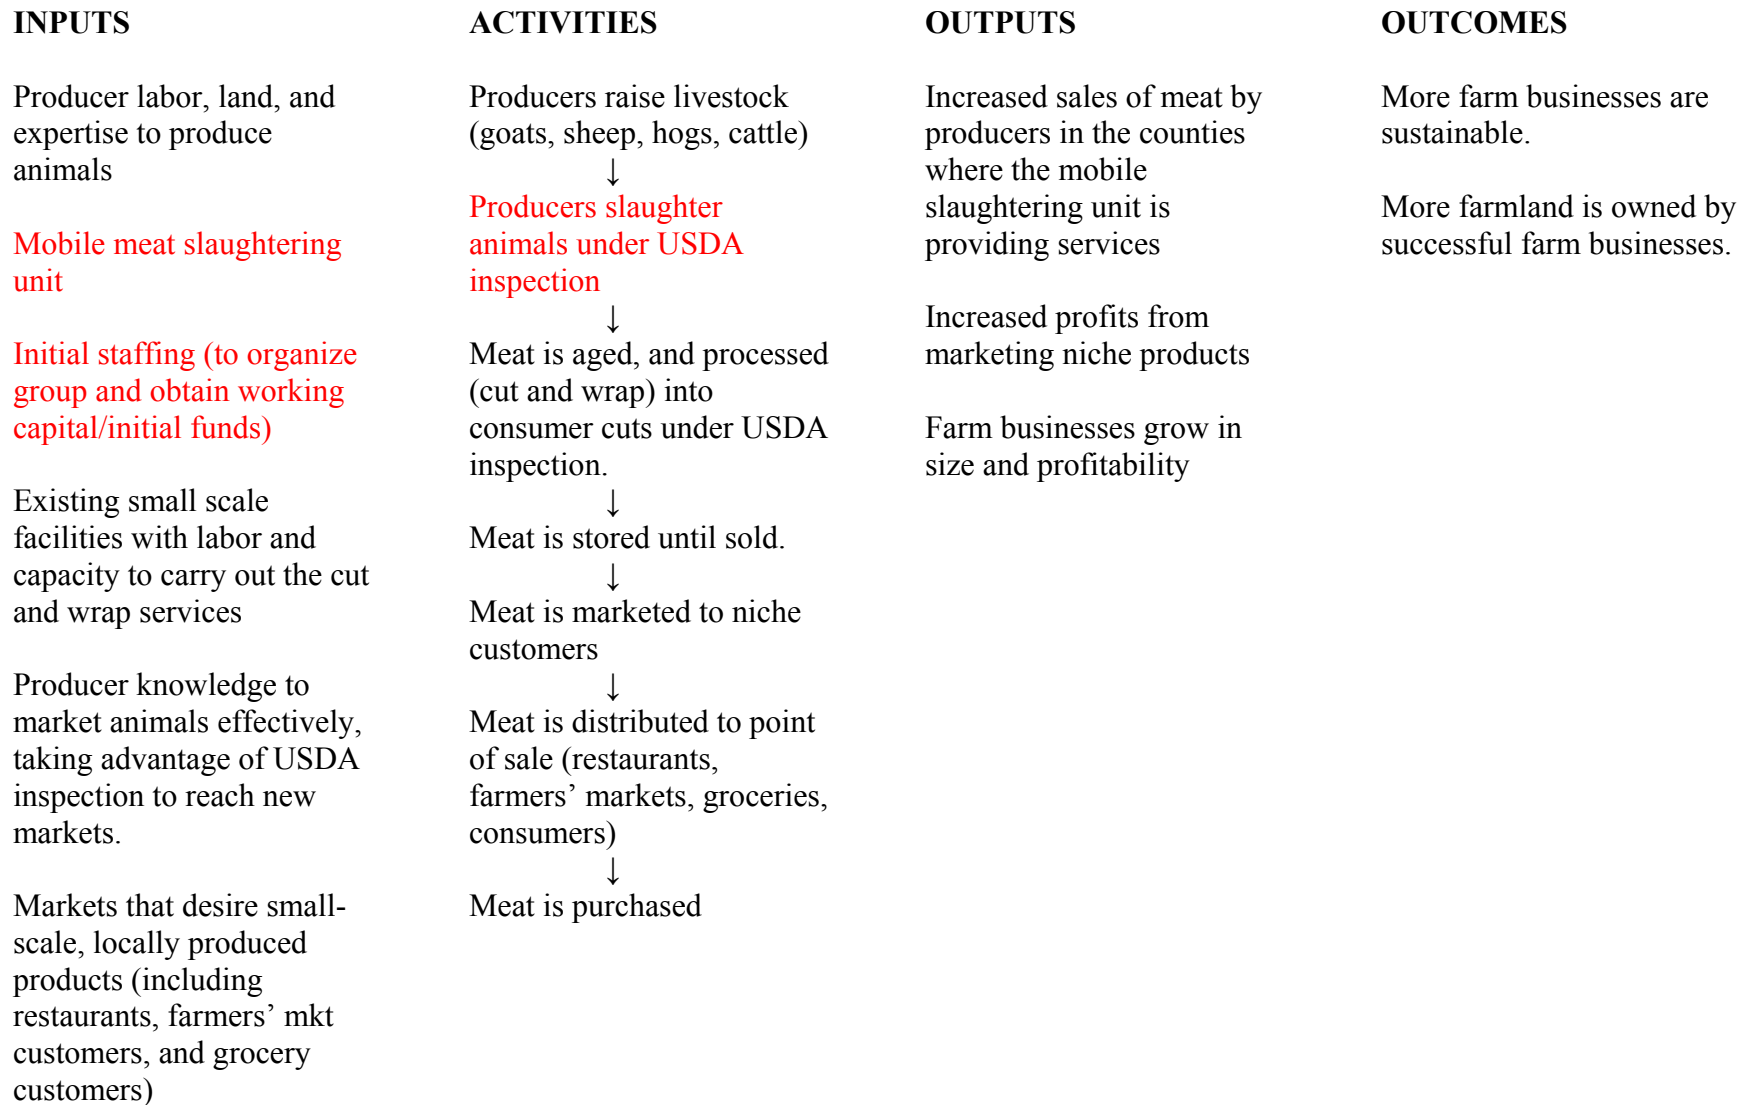 INPUTS
Producer labor, land, and
expertise to produce
animals
Mobile meat slaughtering
unit
Initial staffing (to organize
group and obtain working
capital/initial funds)
Existing small scale
facilities with labor and
capacity to carry out the cut
and wrap services
Producer knowledge to
market animals effectively,
taking advantage of USDA
inspection to reach new
markets.
Markets that desire small-
scale, locally produced
products (including
restaurants, farmers’ mkt
customers, and grocery
customers)
ACTIVITIES
Producers raise livestock
(goats, sheep, hogs, cattle)
↓
Producers slaughter
animals under USDA
inspection
↓
Meat is aged, and processed
(cut and wrap) into
consumer cuts under USDA
inspection.
↓
Meat is stored until sold.
↓
Meat is marketed to niche
customers
↓
Meat is distributed to point
of sale (restaurants,
farmers’ markets, groceries,
consumers)
↓
Meat is purchased
OUTPUTS
Increased sales of meat by
producers in the counties
where the mobile
slaughtering unit is
providing services
Increased profits from
marketing niche products
Farm businesses grow in
size and profitability
OUTCOMES
More farm businesses are
sustainable.
More farmland is owned by
successful farm businesses.